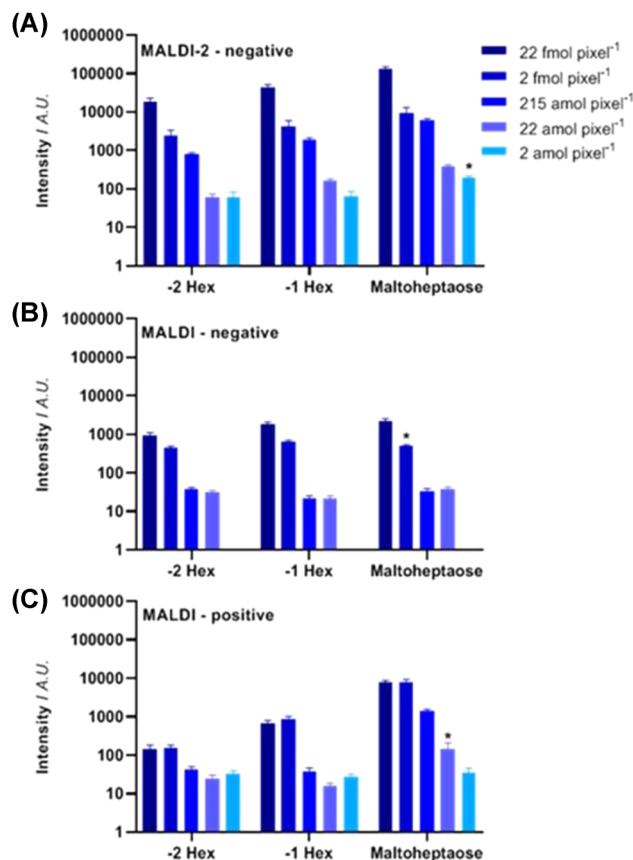 (A)
MALDI-2 - negative
Intensity / A.U.
1000000
100000
10000
1000
100
10
1
-2 Hex
-1 Hex
Maltoheptaose
*
22 fmol pixel⁻¹
2 fmol pixel⁻¹
215 amol pixel⁻¹
22 amol pixel⁻¹
2 amol pixel⁻¹
(B)
MALDI - negative
Intensity / A.U.
1000000
100000
10000
1000
100
10
1
*
-2 Hex
-1 Hex
Maltoheptaose
(C)
MALDI - positive
Intensity / A.U.
1000000
100000
10000
1000
100
10
1
*
-2 Hex
-1 Hex
Maltoheptaose